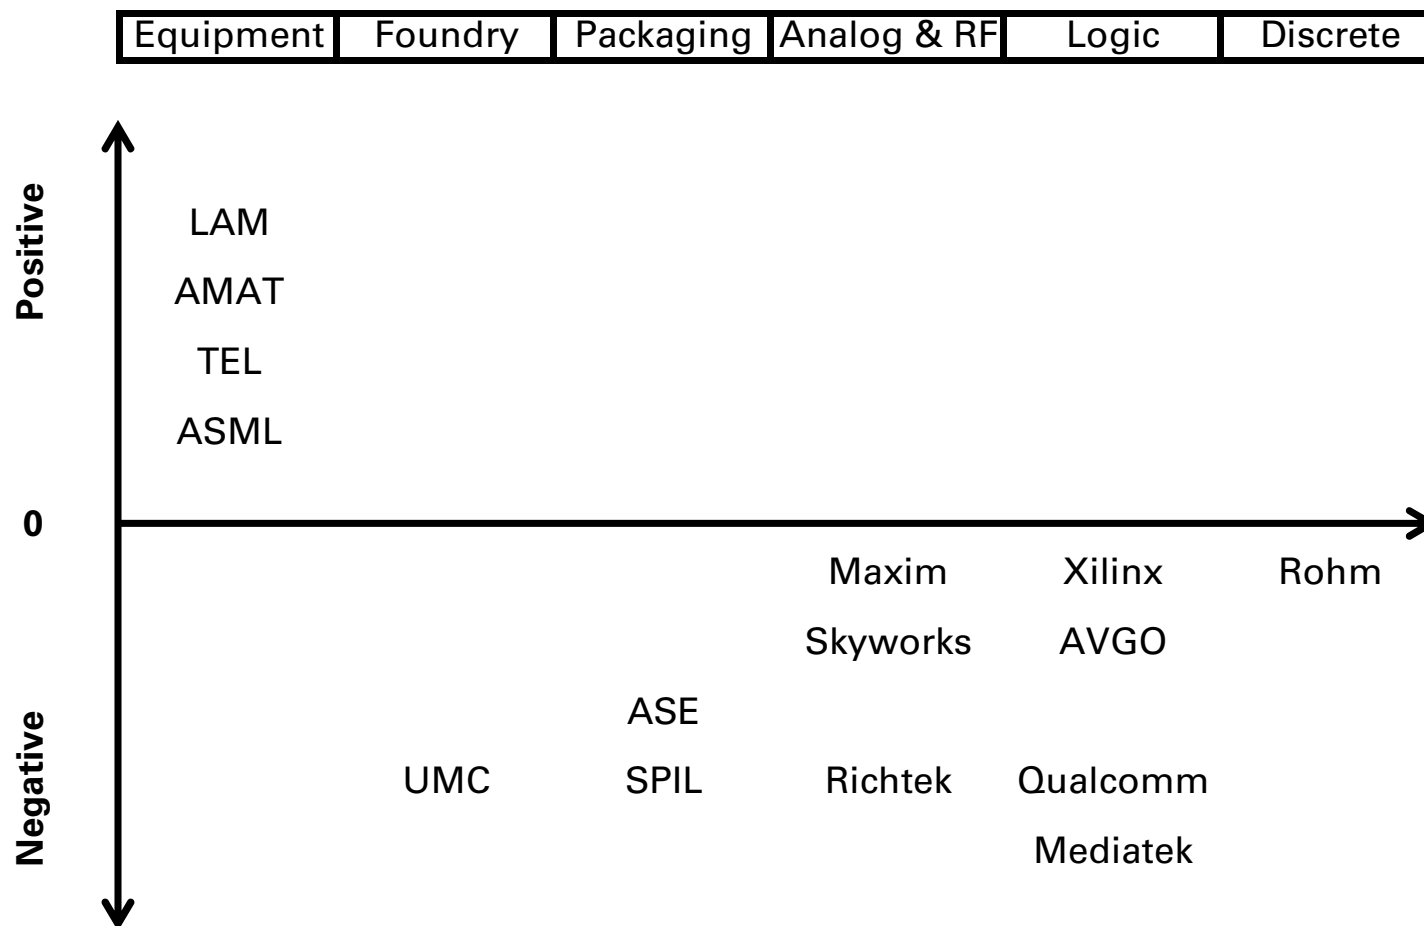 Equipment Foundry Packaging Analog & RF Logic Discrete
Positive
LAM
AMAT
TEL
ASML
0
Maxim Xilinx Rohm
Skyworks AVGO
Negative
ASE
UMC SPIL Richtek Qualcomm
Mediatek